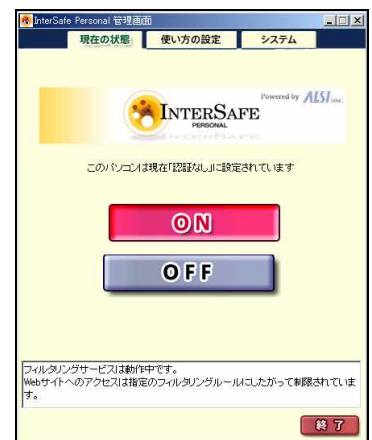 InterSafe Personal 管理画面
現在の状態 使い方の設定 システム
Powered by ALSI
INTERSAFE
PERSONAL
このパソコンは現在「認証なし」に設定されています
ON
OFF
フィルタリングサービスは動作中です。
Webサイトへのアクセスは指定のフィルタリングルールにしたがって制限されていま
す。
終了